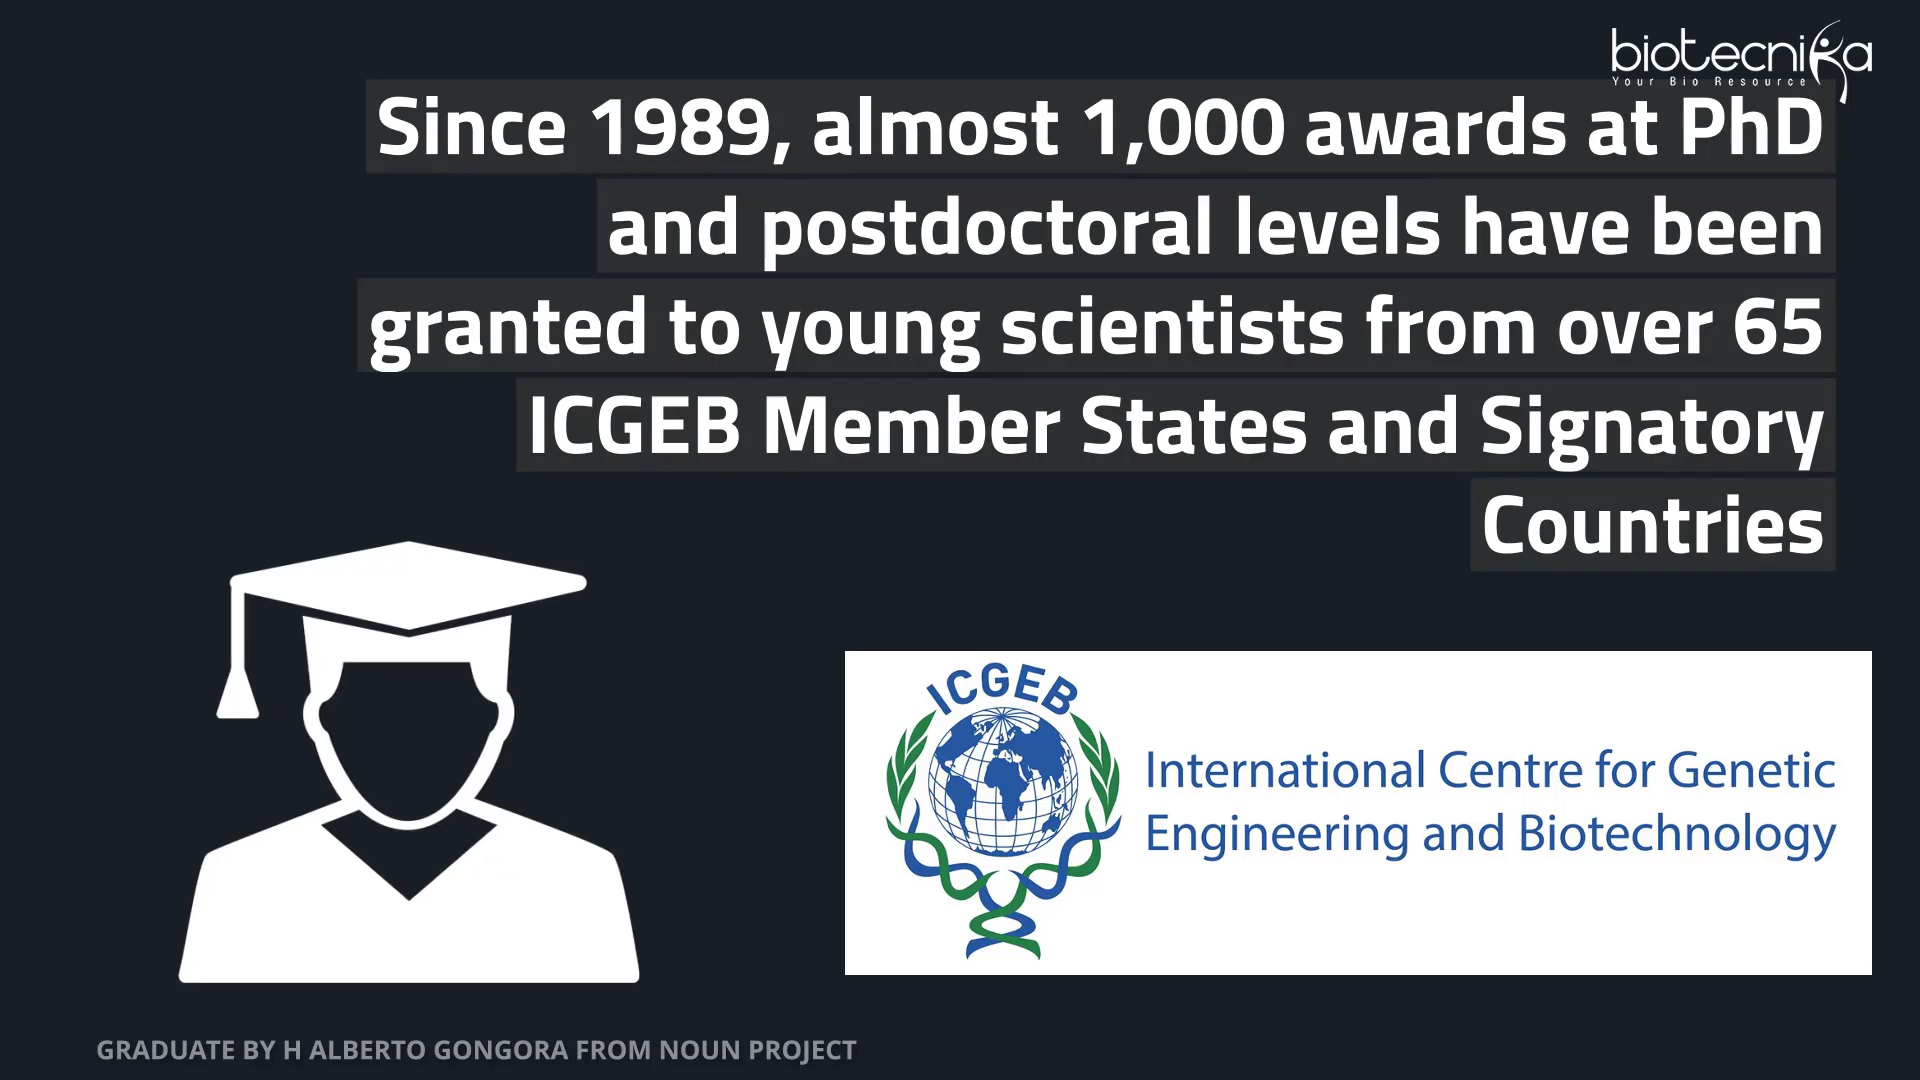 biotecnika
Your Bio Resource
Since 1989, almost 1,000 awards at PhD
and postdoctoral levels have been
granted to young scientists from over 65
ICGEB Member States and Signatory
Countries
ICGEB
International Centre for Genetic
Engineering and Biotechnology
GRADUATE BY H ALBERTO GONGORA FROM NOUN PROJECT